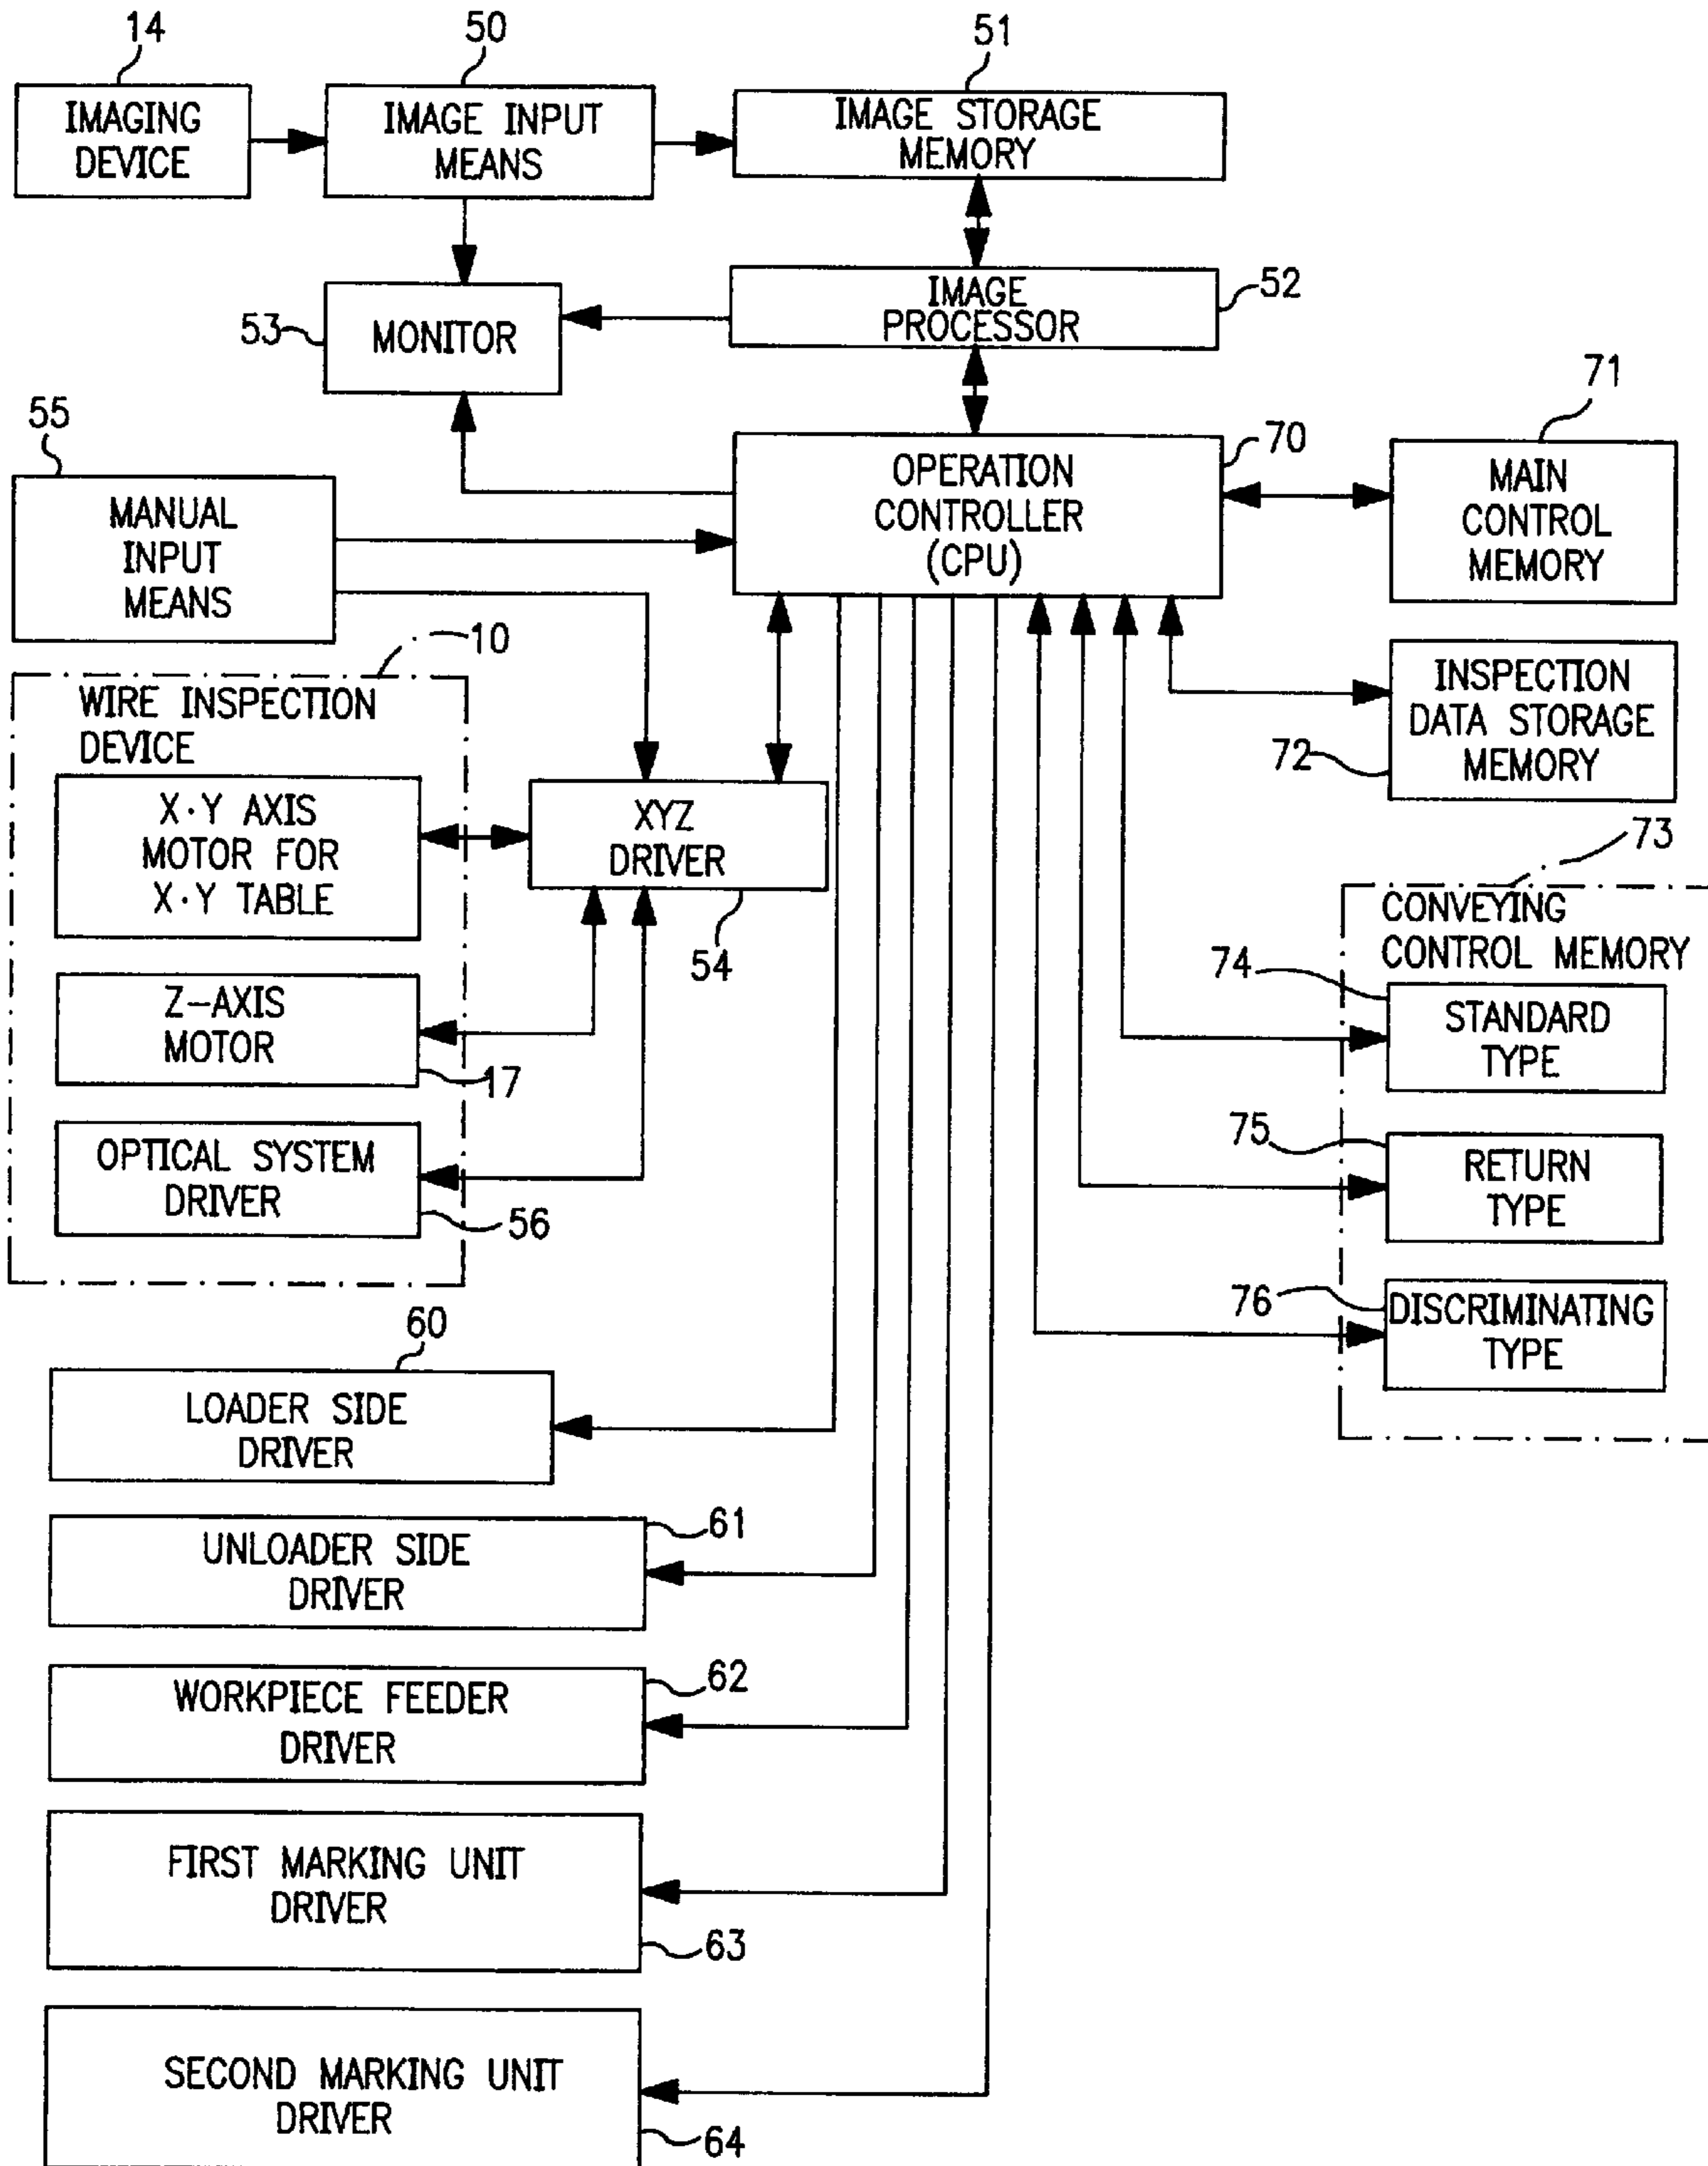 14
50
51
IMAGING
DEVICE
IMAGE INPUT
MEANS
IMAGE STORAGE
MEMORY
53
MONITOR
IMAGE
PROCESSOR
52
55
MANUAL
INPUT
MEANS
OPERATION
CONTROLLER
(CPU)
70
71
MAIN
CONTROL
MEMORY
10
WIRE INSPECTION
DEVICE
X·Y AXIS
MOTOR FOR
X·Y TABLE
XYZ
DRIVER
54
72
INSPECTION
DATA STORAGE
MEMORY
Z-AXIS
MOTOR
17
OPTICAL SYSTEM
DRIVER
56
73
CONVEYING
CONTROL MEMORY
74
STANDARD
TYPE
75
RETURN
TYPE
76
DISCRIMINATING
TYPE
60
LOADER SIDE
DRIVER
61
UNLOADER SIDE
DRIVER
62
WORKPIECE FEEDER
DRIVER
FIRST MARKING UNIT
DRIVER
63
SECOND MARKING UNIT
DRIVER
64